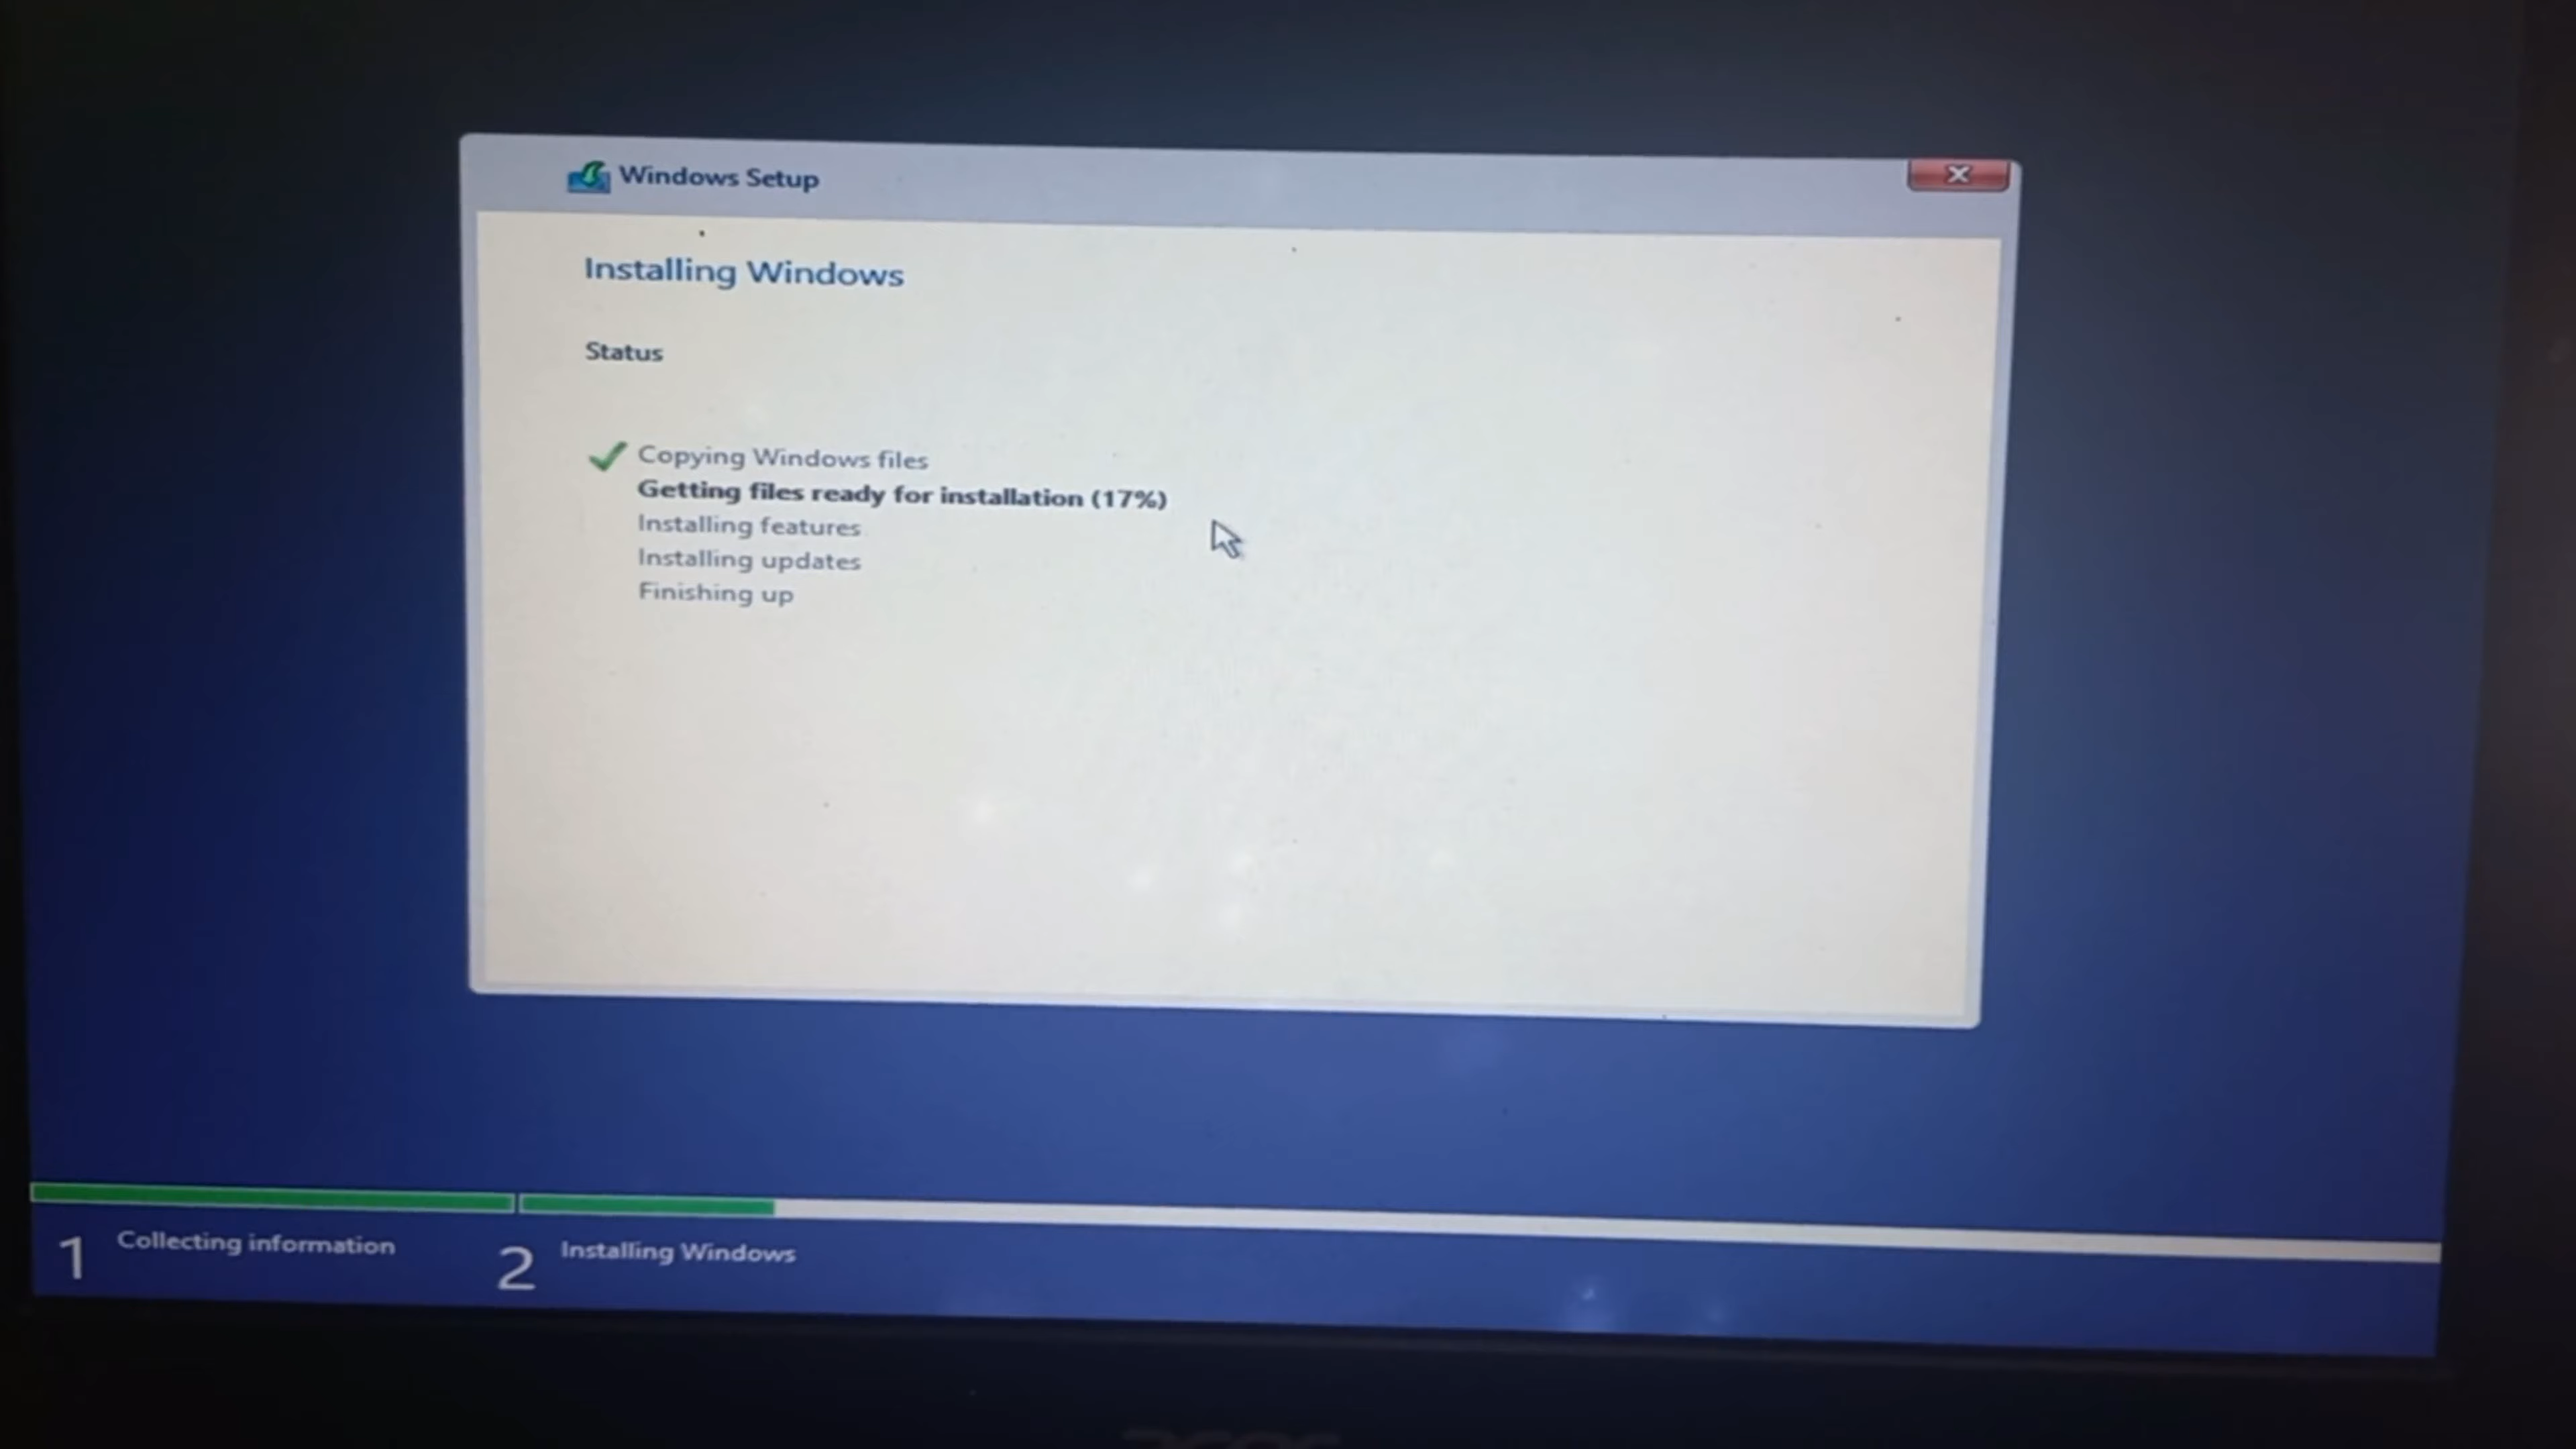 Windows Setup
Installing Windows
Status
Copying Windows files
Getting files ready for installation (17%)
Installing features
Installing updates
Finishing up
1 Collecting information
2 Installing Windows